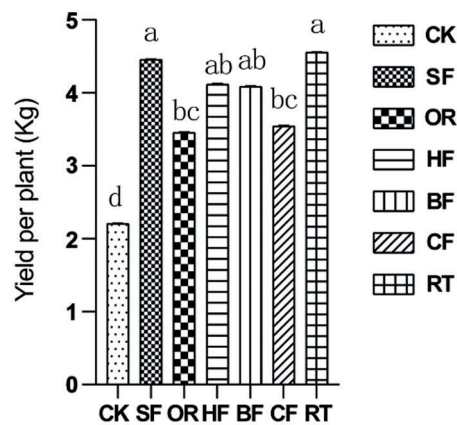 Yield per plant (Kg)
5
4
3
2
1
0
d
a
bc
ab
ab
bc
a
CK SF OR HF BF CF RT
CK
SF
OR
HF
BF
CF
RT